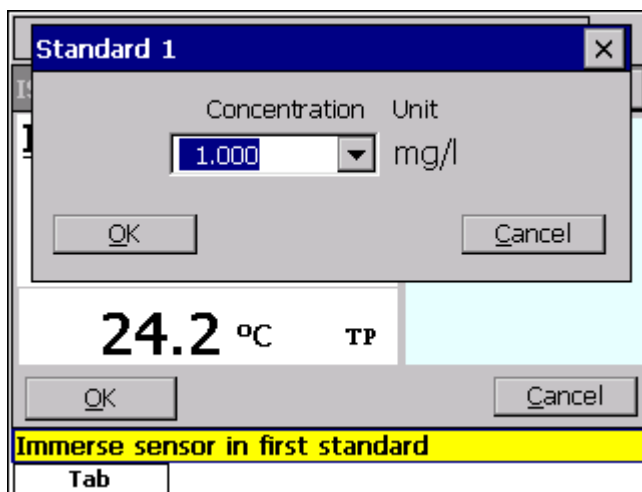 Standard 1
Concentration Unit
1.000 mg/l
OK Cancel
24.2 °C TP
OK Cancel
Immerse sensor in first standard
Tab